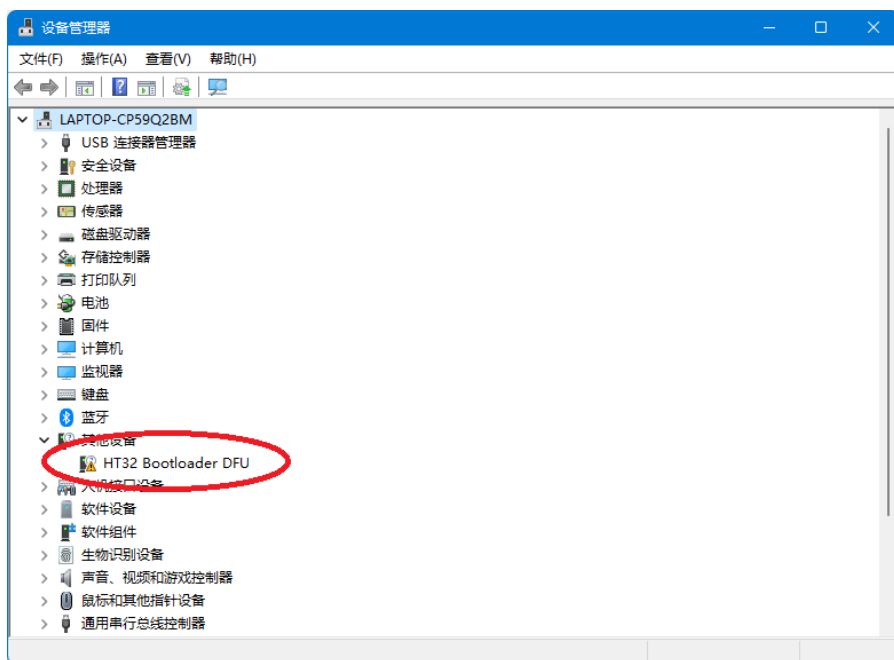 设备管理器
文件(F) 操作(A) 查看(V) 帮助(H)
LAPTOP-CP59Q2BM
USB 连接器管理器
安全设备
处理器
传感器
磁盘驱动器
存储控制器
打印队列
电池
固件
计算机
监视器
键盘
蓝牙
其他设备
HT32 Bootloader DFU
人机接口设备
软件设备
软件组件
生物识别设备
声音、视频和游戏控制器
鼠标和其他指针设备
通用串行总线控制器